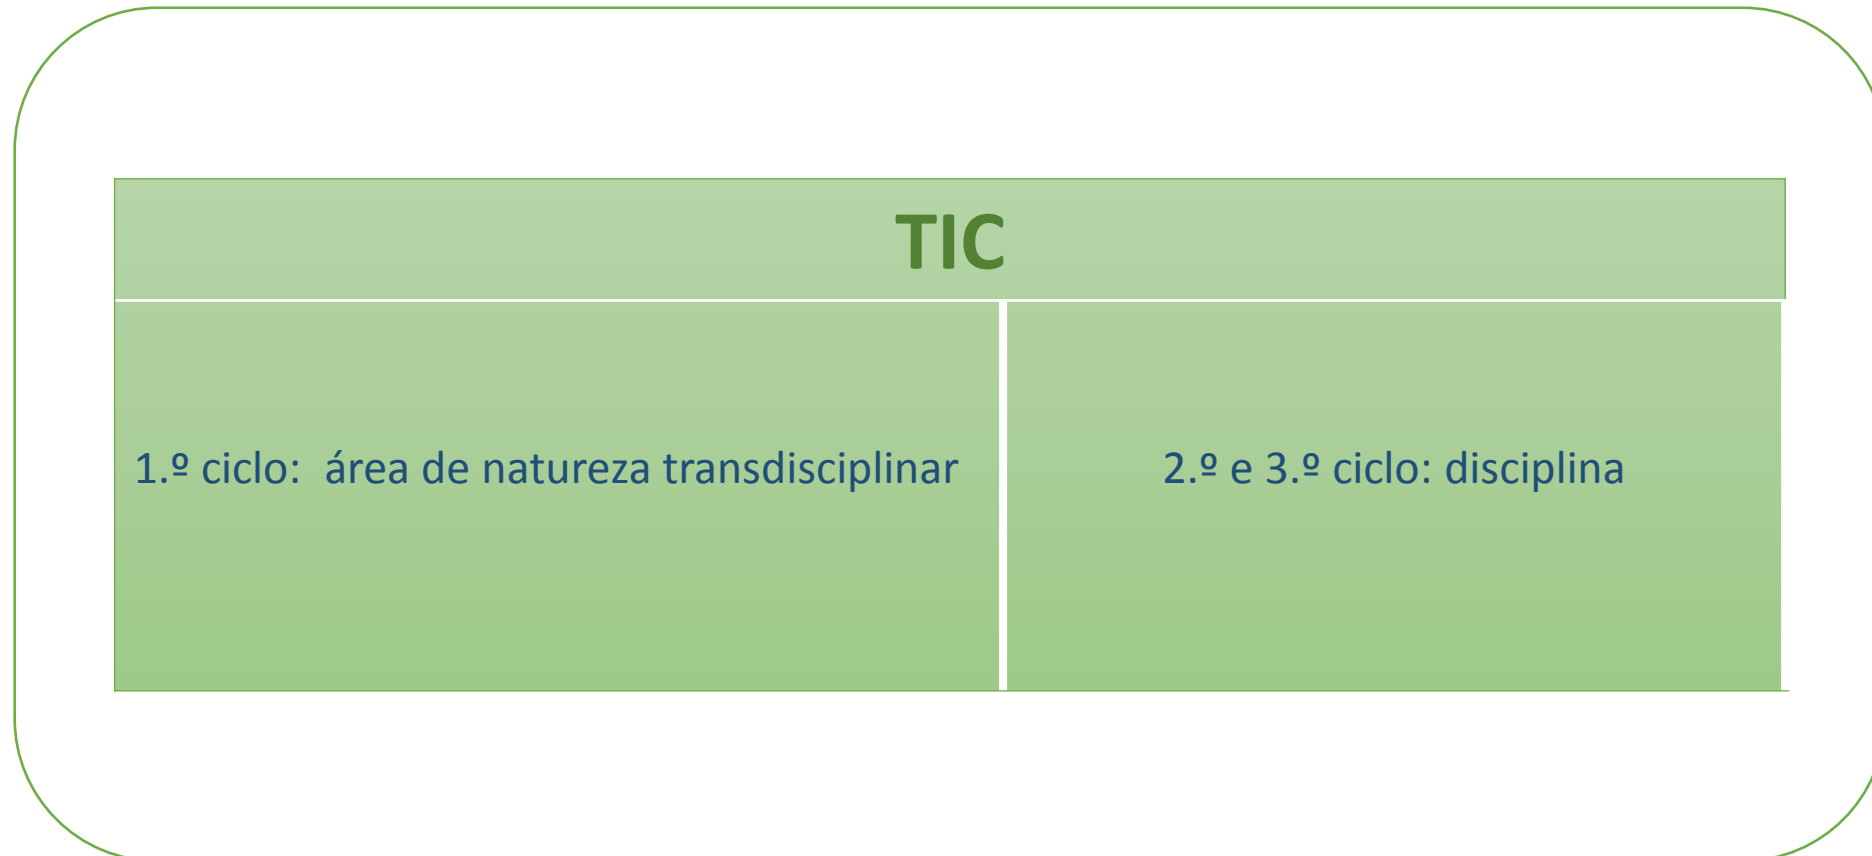 TIC
1.º ciclo:  área de natureza transdisciplinar
2.º e 3.º ciclo: disciplina